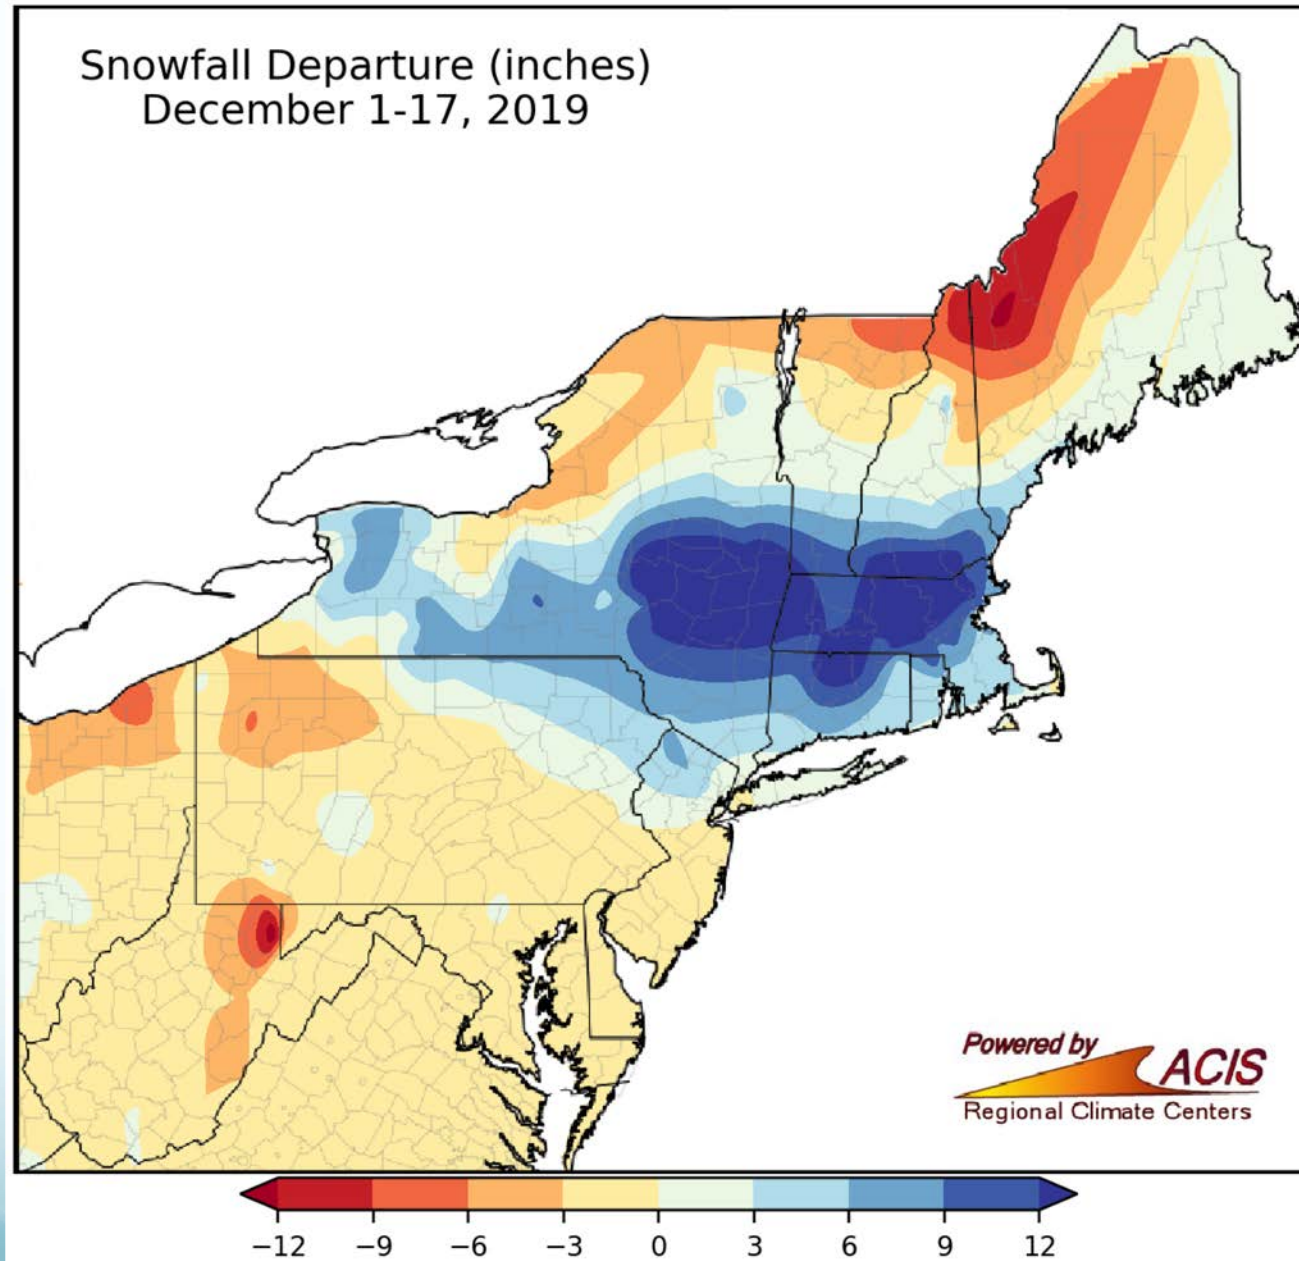 Snowfall Departure (inches)
December 1-17, 2019
Powered by
ACIS
Regional Climate Centers
−12 −9 −6 −3 0 3 6 9 12